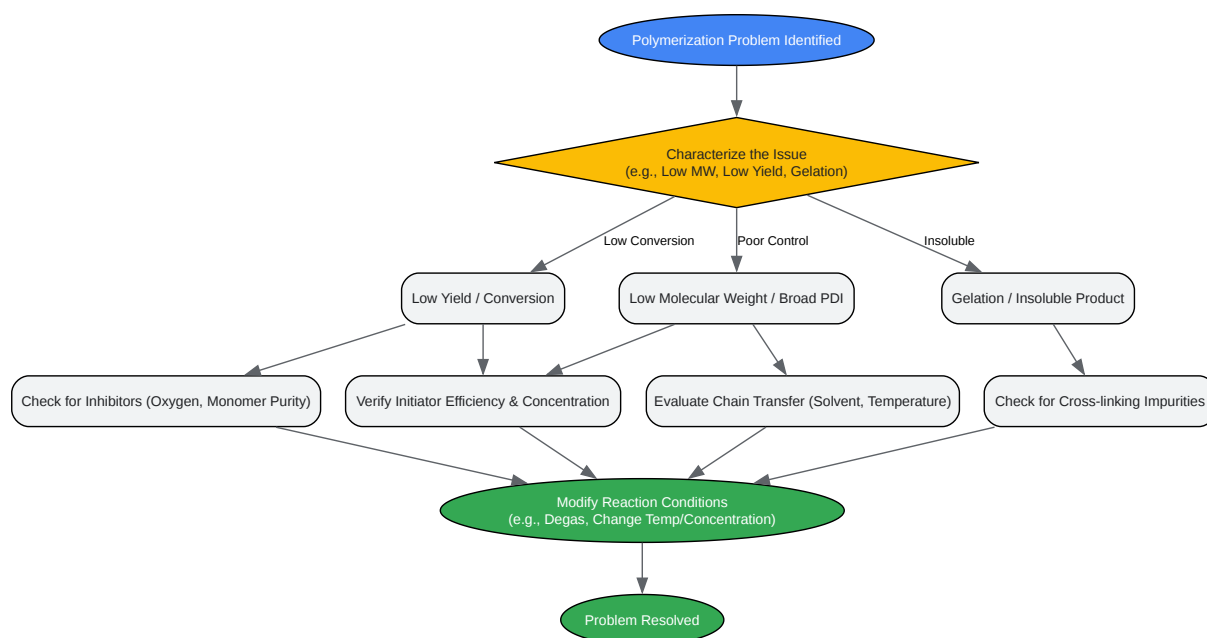 Polymerization Problem Identified
Characterize the Issue
(e.g., Low MW, Low Yield, Gelation)
Low Conversion
Poor Control
Insoluble
Low Yield / Conversion
Low Molecular Weight / Broad PDI
Gelation / Insoluble Product
Check for Inhibitors (Oxygen, Monomer Purity)
Verify Initiator Efficiency & Concentration
Evaluate Chain Transfer (Solvent, Temperature)
Check for Cross-linking Impurities
Modify Reaction Conditions
(e.g., Degas, Change Temp/Concentration)
Problem Resolved